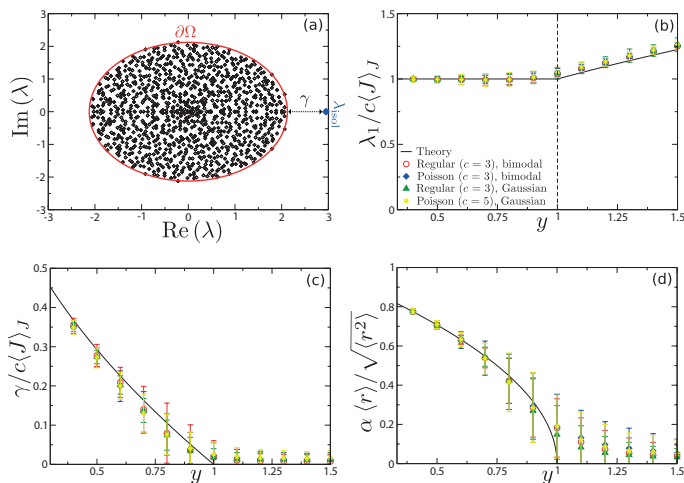 (a)
∂Ω
γ
λisol
Im (λ)
3
2
1
0
-1
-2
-3
-3 -2 -1 0 1 2 3
Re (λ)
(b)
λ1/c⟨J⟩J
1.5
1
0.5
0
Theory
Regular (c = 3), bimodal
Poisson (c = 3), bimodal
Regular (c = 3), Gaussian
Poisson (c = 5), Gaussian
0.5 0.75 1 1.25 1.5
y
(c)
γ/c⟨J⟩J
0.5
0.4
0.3
0.2
0.1
0
0.5 0.75 1 1.25 1.5
y
(d)
α ⟨r⟩/√⟨r²⟩
1
0.8
0.6
0.4
0.2
0
0.5 0.75 1 1.25 1.5
y